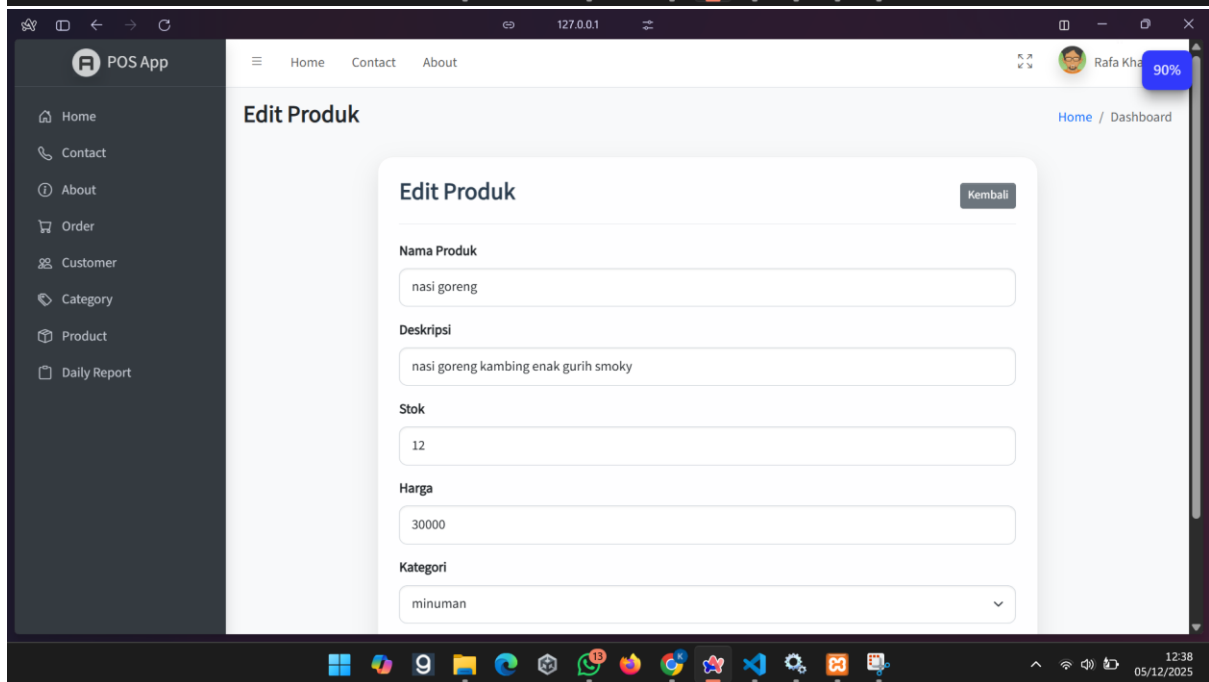 127.0.0.1
POS App
Home Contact About
Rafa Kha
90%
Edit Produk
Home / Dashboard
Home
Contact
About
Order
Customer
Category
Product
Daily Report
Edit Produk
Kembali
Nama Produk
nasi goreng
Deskripsi
nasi goreng kambing enak gurih smoky
Stok
12
Harga
30000
Kategori
minuman
13
12:38
05/12/2025